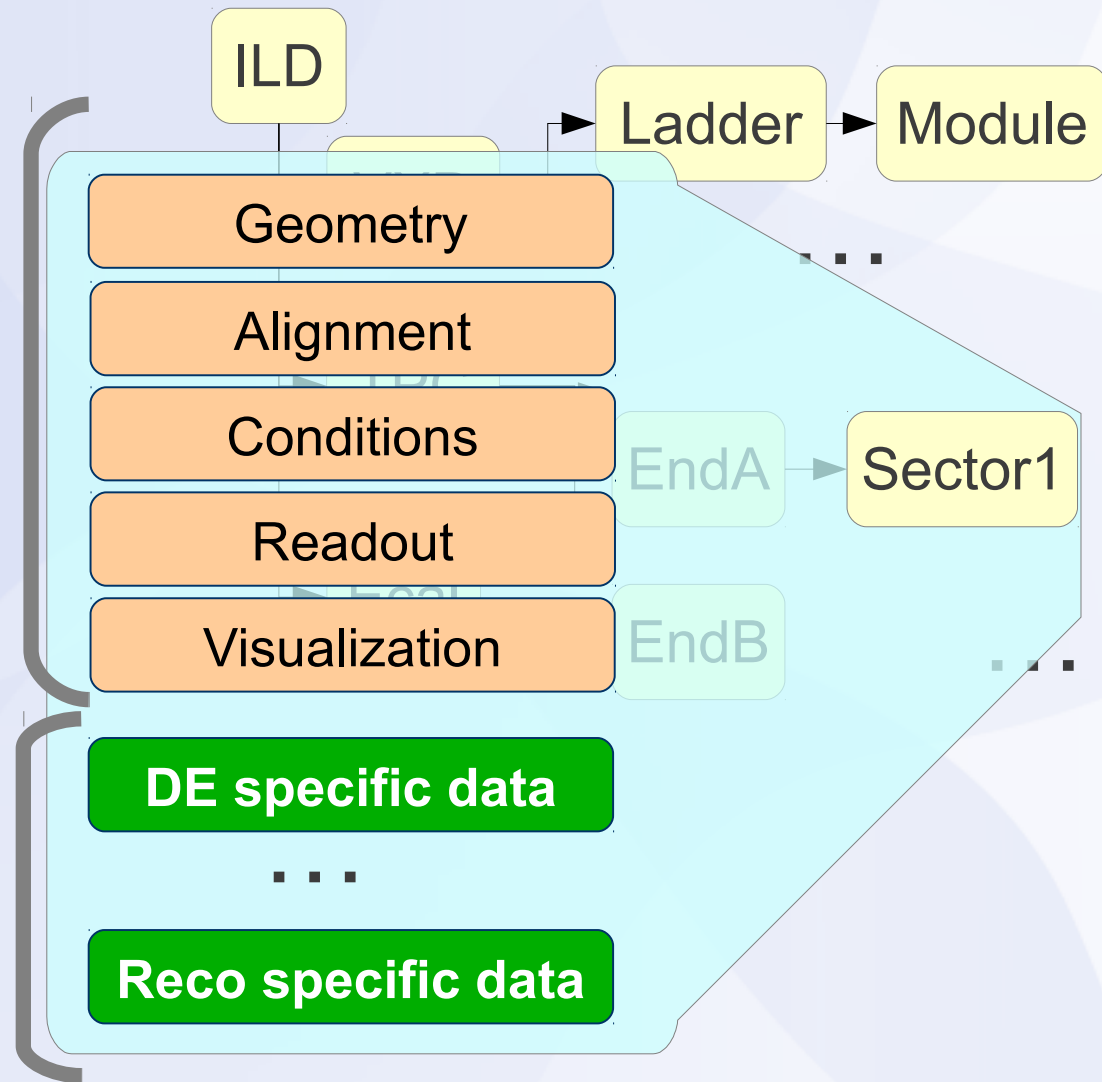 ILD
Ladder
Module
Geometry
. . .
Alignment
Conditions
EndA
Sector1
Readout
Visualization
EndB
. . .
DE specific data
. . .
Reco specific data